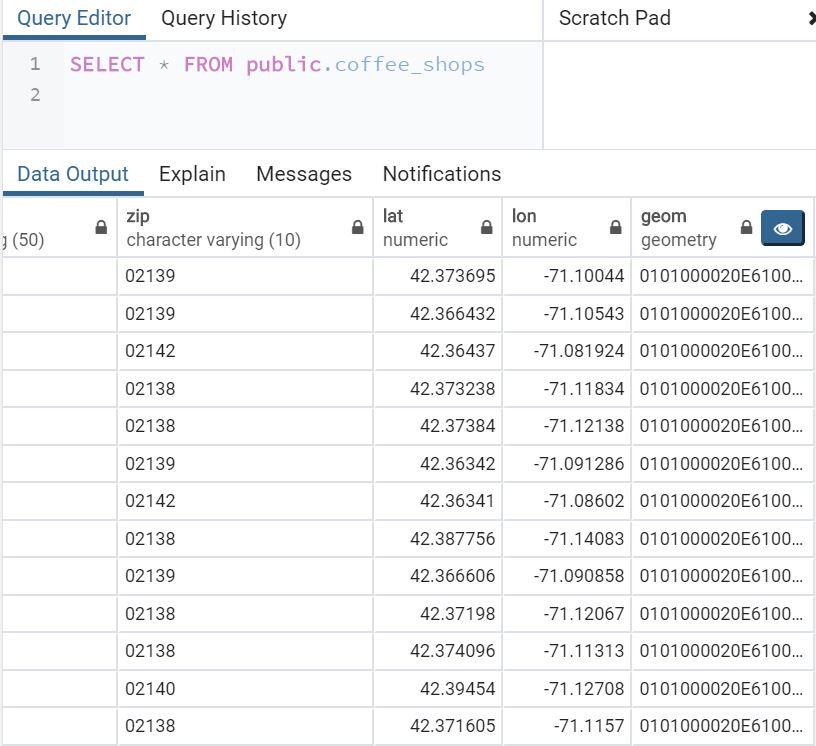 Query Editor Query History Scratch Pad
1 SELECT * FROM public.coffee_shops
2
Data Output Explain Messages Notifications
zip lat lon geom
g (50) character varying (10) numeric numeric geometry
02139 42.373695 -71.10044 0101000020E6100...
02139 42.366432 -71.10543 0101000020E6100...
02142 42.36437 -71.081924 0101000020E6100...
02138 42.373238 -71.11834 0101000020E6100...
02138 42.37384 -71.12138 0101000020E6100...
02139 42.36342 -71.091286 0101000020E6100...
02142 42.36341 -71.08602 0101000020E6100...
02138 42.387756 -71.14083 0101000020E6100...
02139 42.366606 -71.090858 0101000020E6100...
02138 42.37198 -71.12067 0101000020E6100...
02138 42.374096 -71.11313 0101000020E6100...
02140 42.39454 -71.12708 0101000020E6100...
02138 42.371605 -71.1157 0101000020E6100...